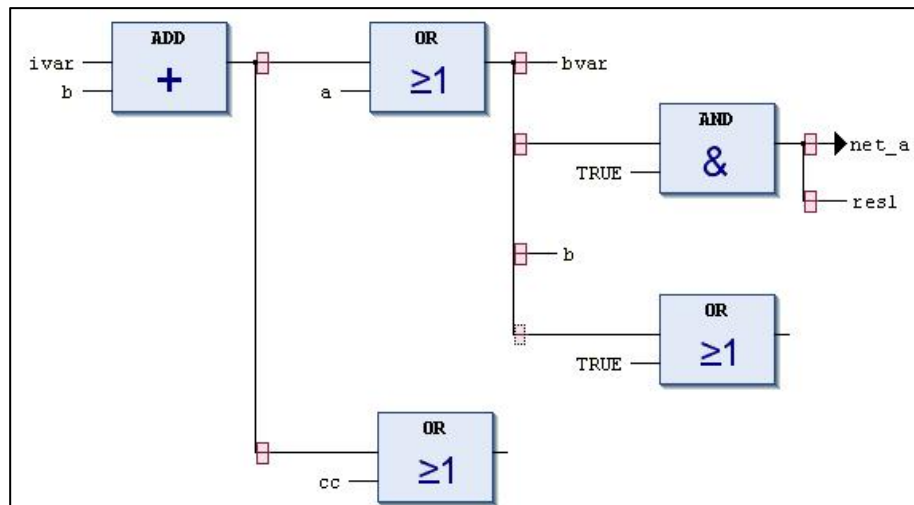 ADD
ivar
b
+
OR
a
≥1
bvar
AND
TRUE
&
net_a
resl
b
OR
TRUE
≥1
OR
cc
≥1